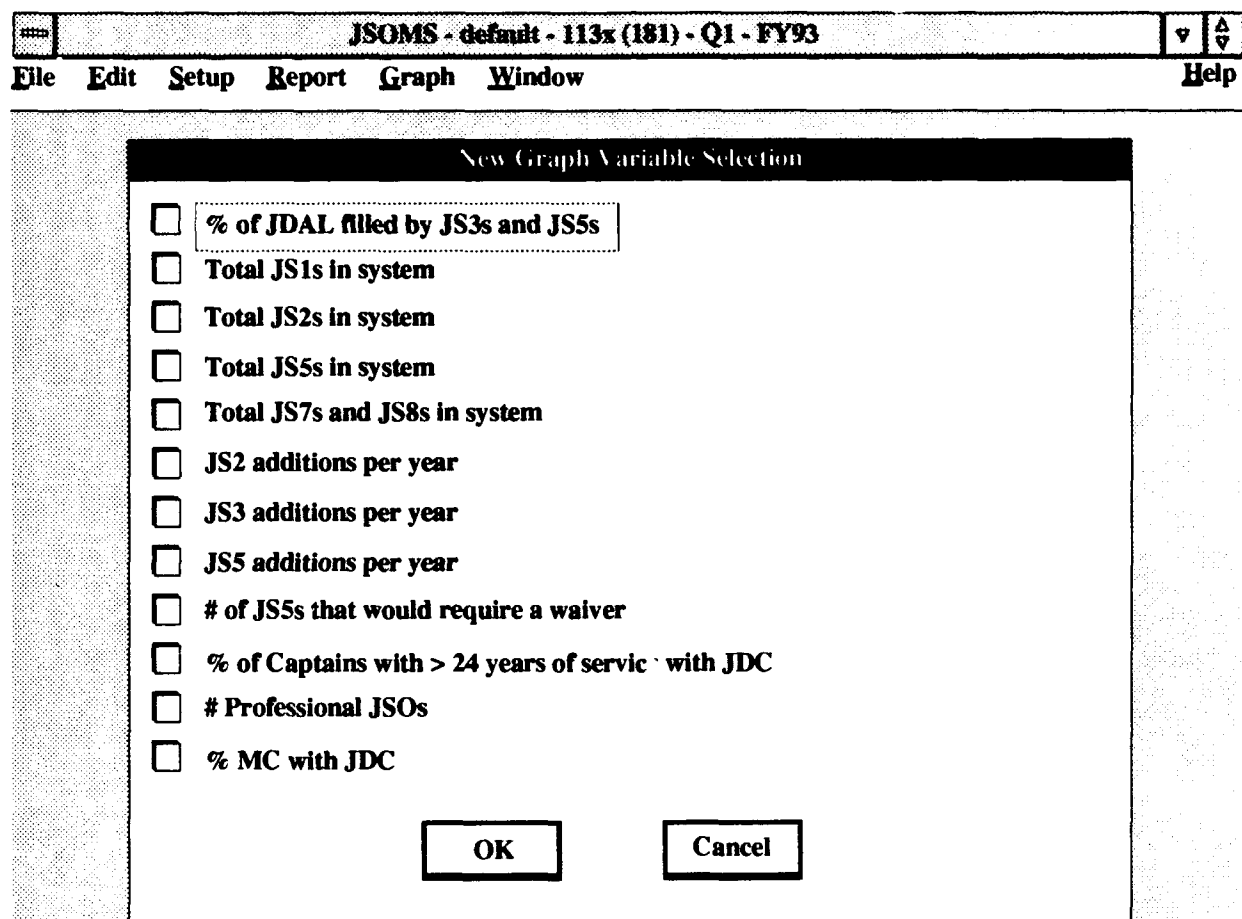 JSOMS - default - 113x (181) - Q1 - FY93
File Edit Setup Report Graph Window Help
New Graph Variable Selection
% of JDAL filled by JS3s and JS5s
Total JS1s in system
Total JS2s in system
Total JS5s in system
Total JS7s and JS8s in system
JS2 additions per year
JS3 additions per year
JS5 additions per year
# of JS5s that would require a waiver
% of Captains with > 24 years of servic with JDC
# Professional JSOs
% MC with JDC
OK Cancel